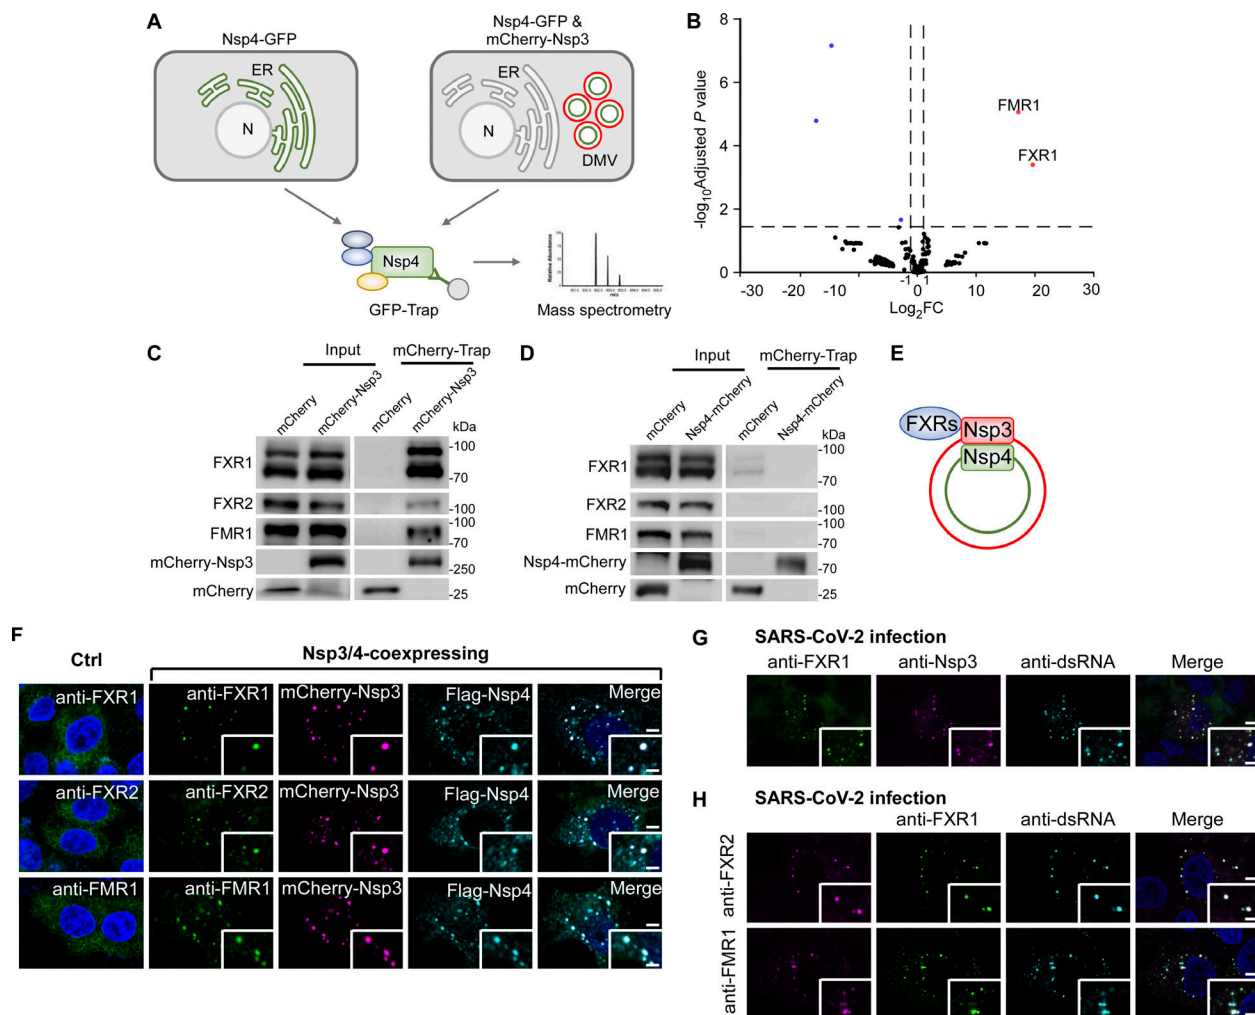 A
Nsp4-GFP
Nsp4-GFP &
mCherry-Nsp3
ER
N
ER
N
DMV
Nsp4
GFP-Trap
Relative Abundance
Mass spectrometry
B
-log10Adjusted P value
8
6
4
2
0
FMR1
FXR1
-30
-20
-10
-1
0
1
10
20
30
Log2FC
C
Input
mCherry-Trap
mCherry
mCherry-Nsp3
mCherry
mCherry-Nsp3
kDa
FXR1
-100
-70
FXR2
-100
FMR1
-100
-70
mCherry-Nsp3
-250
mCherry
-25
D
Input
mCherry-Trap
mCherry
Nsp4-mCherry
mCherry
Nsp4-mCherry
kDa
FXR1
-100
-70
FXR2
-100
FMR1
-100
-70
Nsp4-mCherry
-70
mCherry
-25
E
FXRs
Nsp3
Nsp4
F
Ctrl
Nsp3/4-coexpressing
anti-FXR1
anti-FXR1
mCherry-Nsp3
Flag-Nsp4
Merge
anti-FXR2
anti-FXR2
mCherry-Nsp3
Flag-Nsp4
Merge
anti-FMR1
anti-FMR1
mCherry-Nsp3
Flag-Nsp4
Merge
G
SARS-CoV-2 infection
anti-FXR1
anti-Nsp3
anti-dsRNA
Merge
H
SARS-CoV-2 infection
anti-FXR1
anti-dsRNA
Merge
anti-FXR2
anti-FMR1